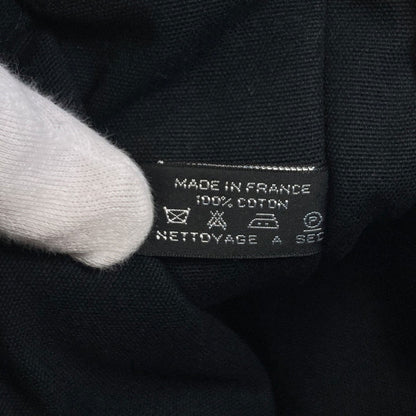 MADE IN FRANCE
100% COTON
P
NETTOYAGE A SEC